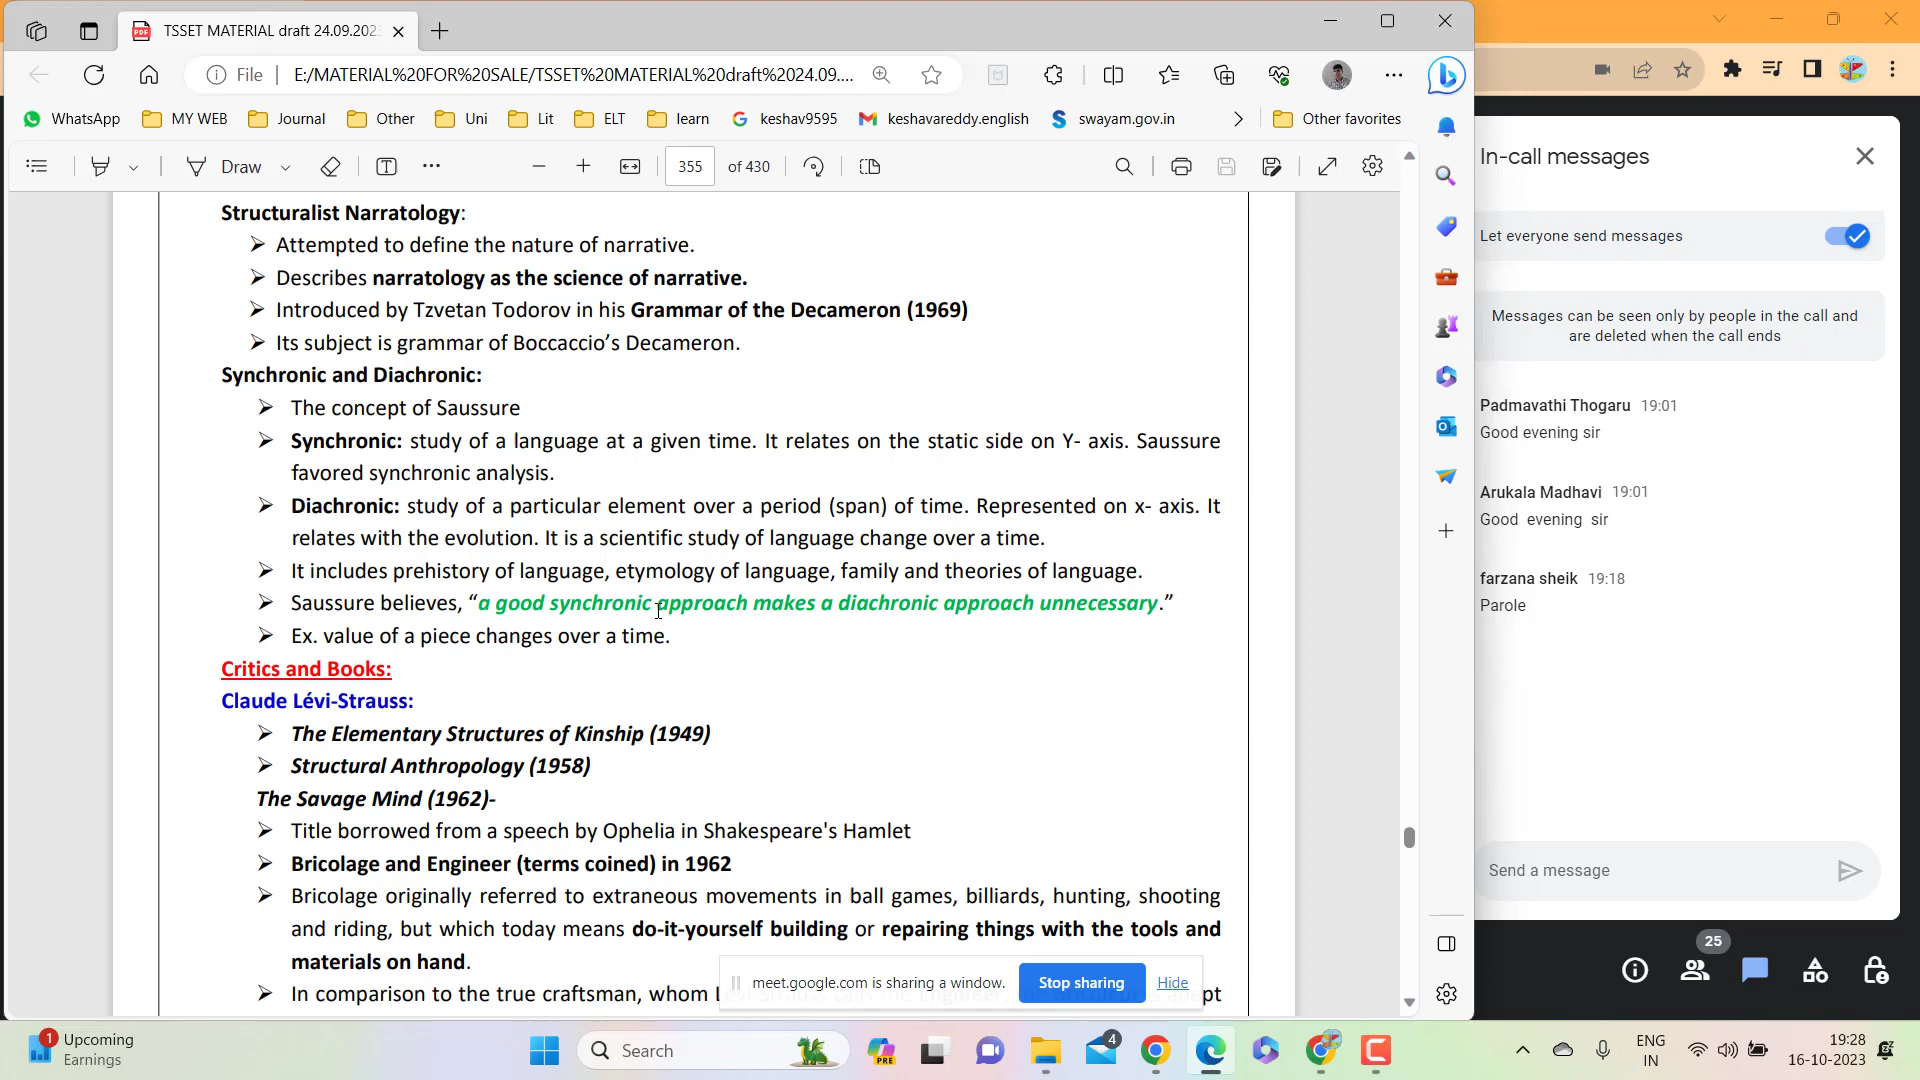 TSSET MATERIAL draft 24.09.202
File
E:/MATERIAL%20FOR%20SALE/TSSET%20MATERIAL%20draft%2024.09....
WhatsApp
MY WEB
Journal
Other
Uni
Lit
ELT
learn
keshav9595
keshavareddy.english
swayam.gov.in
Other favorites
Draw
355
of 430
Structuralist Narratology:
Attempted to define the nature of narrative.
Describes narratology as the science of narrative.
Introduced by Tzvetan Todorov in his Grammar of the Decameron (1969)
Its subject is grammar of Boccaccio's Decameron.
Synchronic and Diachronic:
The concept of Saussure
Synchronic: study of a language at a given time. It relates on the static side on Y- axis. Saussure
favored synchronic analysis.
Diachronic: study of a particular element over a period (span) of time. Represented on x- axis. It
relates with the evolution. It is a scientific study of language change over a time.
It includes prehistory of language, etymology of language, family and theories of language.
Saussure believes, “a good synchronic approach makes a diachronic approach unnecessary.”
Ex. value of a piece changes over a time.
Critics and Books:
Claude Lévi-Strauss:
The Elementary Structures of Kinship (1949)
Structural Anthropology (1958)
The Savage Mind (1962)-
Title borrowed from a speech by Ophelia in Shakespeare's Hamlet
Bricolage and Engineer (terms coined) in 1962
Bricolage originally referred to extraneous movements in ball games, billiards, hunting, shooting
and riding, but which today means do-it-yourself building or repairing things with the tools and
materials on hand.
In comparison to the true craftsman, whom
meet.google.com is sharing a window.
Stop sharing
Hide
In-call messages
Let everyone send messages
Messages can be seen only by people in the call and
are deleted when the call ends
Padmavathi Thogaru 19:01
Good evening sir
Arukala Madhavi 19:01
Good evening sir
farzana sheik 19:18
Parole
Send a message
25
1
Upcoming
Earnings
Search
PRE
4
ENG
IN
19:28
16-10-2023